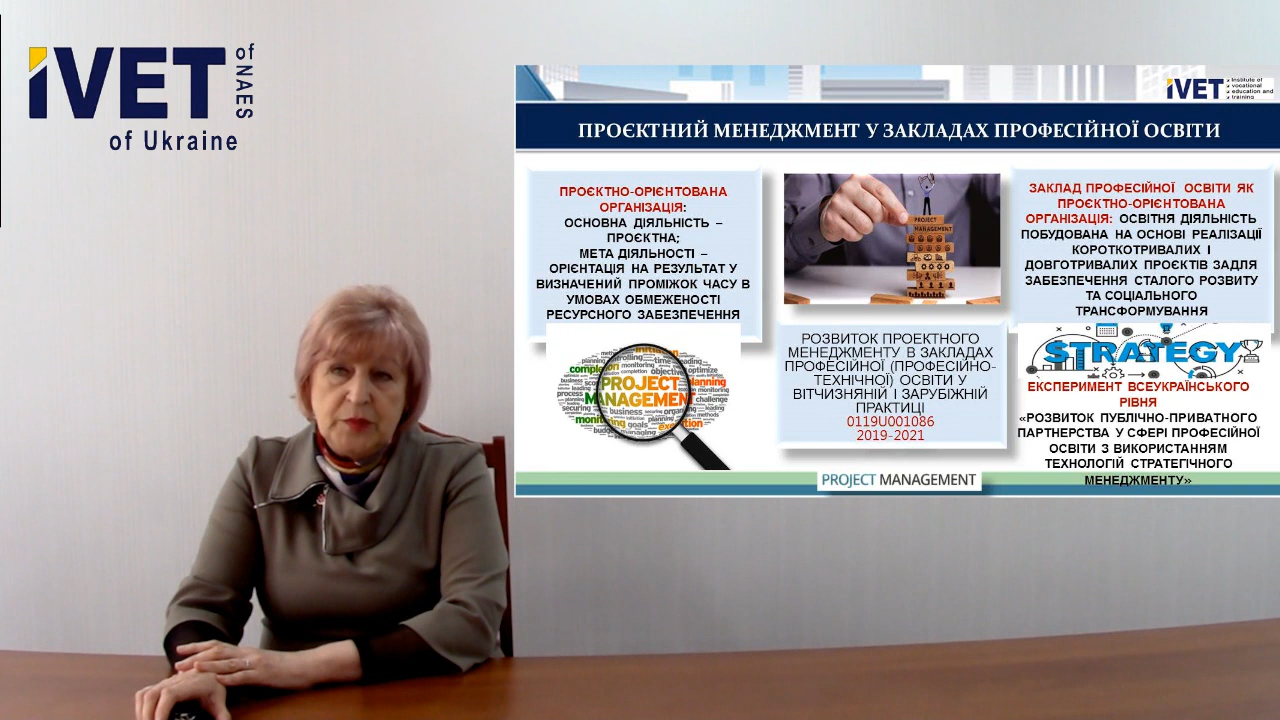 iVET
of NAES
of Ukraine
iVET
Institute of
vocational
education and
training
ПРОЄКТНИЙ МЕНЕДЖМЕНТ У ЗАКЛАДАХ ПРОФЕСІЙНОЇ ОСВІТИ
ПРОЄКТНО-ОРІЄНТОВАНА
ОРГАНІЗАЦІЯ:
ОСНОВНА ДІЯЛЬНІСТЬ –
ПРОЄКТНА;
МЕТА ДІЯЛЬНОСТІ –
ОРІЄНТАЦІЯ НА РЕЗУЛЬТАТ У
ВИЗНАЧЕНИЙ ПРОМІЖОК ЧАСУ В
УМОВАХ ОБМЕЖЕНОСТІ
РЕСУРСНОГО ЗАБЕЗПЕЧЕННЯ
PROJECT
MANAGEMENT
ЗАКЛАД ПРОФЕСІЙНОЇ ОСВІТИ ЯК
ПРОЄКТНО-ОРІЄНТОВАНА
ОРГАНІЗАЦІЯ: ОСВІТНЯ ДІЯЛЬНІСТЬ
ПОБУДОВАНА НА ОСНОВІ РЕАЛІЗАЦІЇ
КОРОТКОТРИВАЛИХ І
ДОВГОТРИВАЛИХ ПРОЄКТІВ ЗАДЛЯ
ЗАБЕЗПЕЧЕННЯ СТАЛОГО РОЗВИТУ
ТА СОЦІАЛЬНОГО
ТРАНСФОРМУВАННЯ
PROJECT
MANAGEMEN
РОЗВИТОК ПРОЕКТНОГО
МЕНЕДЖМЕНТУ В ЗАКЛАДАХ
ПРОФЕСІЙНОЇ (ПРОФЕСІЙНО-
ТЕХНІЧНОЇ) ОСВІТИ У
ВІТЧИЗНЯНІЙ І ЗАРУБІЖНІЙ
ПРАКТИЦІ
0119U001086
2019-2021
STRATEGY
ЕКСПЕРИМЕНТ ВСЕУКРАЇНСЬКОГО
РІВНЯ
«РОЗВИТОК ПУБЛІЧНО-ПРИВАТНОГО
ПАРТНЕРСТВА У СФЕРІ ПРОФЕСІЙНОЇ
ОСВІТИ З ВИКОРИСТАННЯМ
ТЕХНОЛОГІЙ СТРАТЕГІЧНОГО
МЕНЕДЖМЕНТУ»
PROJECT MANAGEMENT